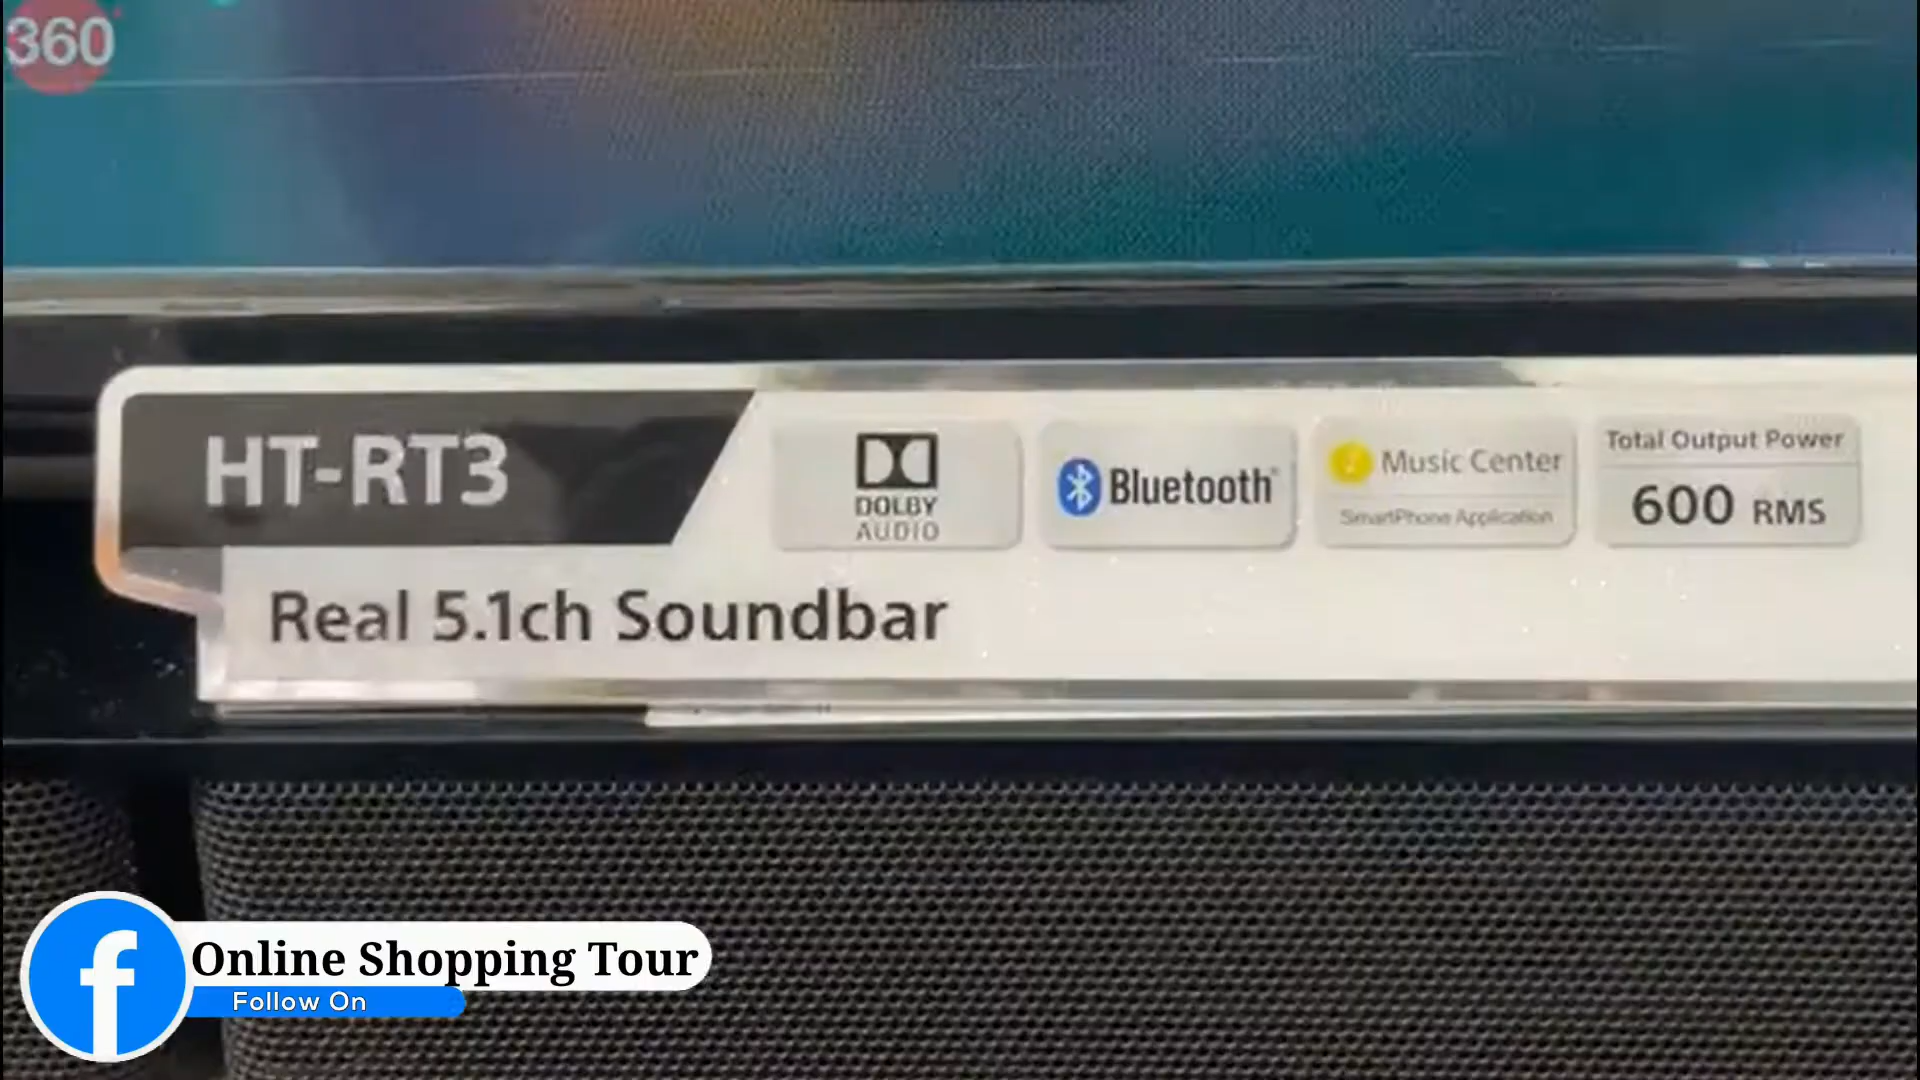 360
HT-RT3
DOLBY
AUDIO
Bluetooth
Music Center
SmartPhone Application
Total Output Power
600 RMS
Real 5.1ch Soundbar
Online Shopping Tour
Follow On